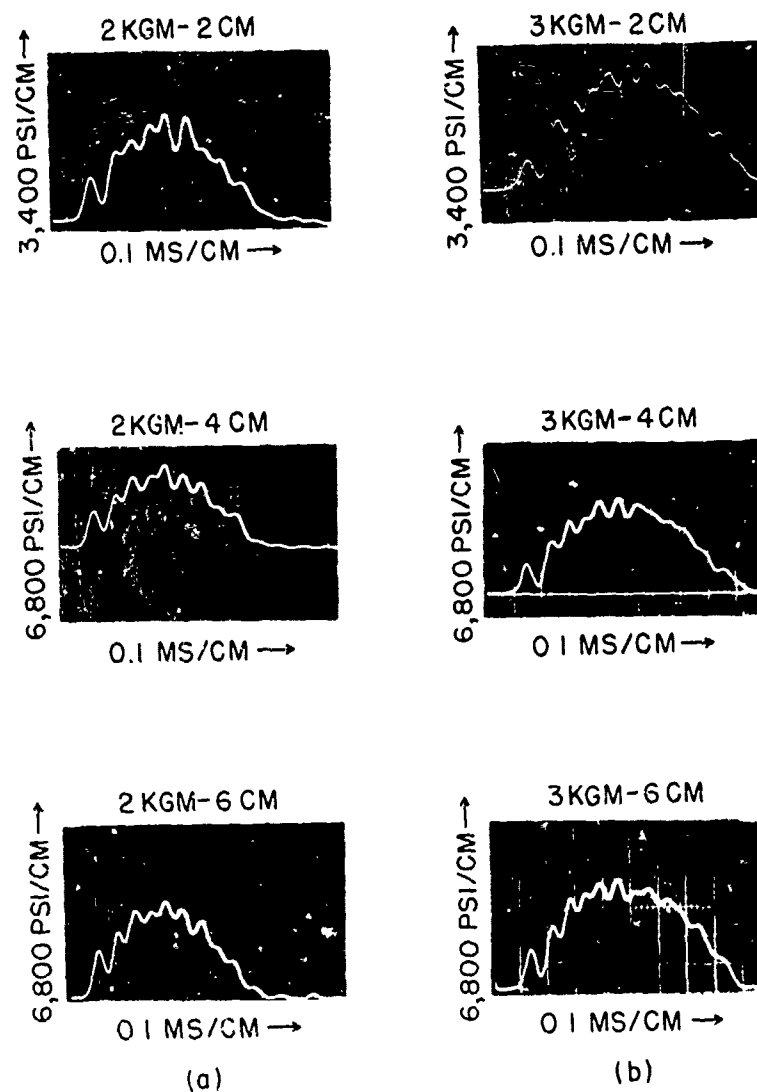 2 KGM-2 CM
3,400 PSI/CM→
0.1 MS/CM→
3 KGM-2 CM
3,400 PSI/CM→
0.1 MS/CM→
2 KGM-4 CM
6,800 PSI/CM→
0.1 MS/CM→
3 KGM-4 CM
6,800 PSI/CM→
0 1 MS/CM→
2 KGM-6 CM
6,800 PSI/CM→
0 1 MS/CM→
3 KGM-6 CM
6,800 PSI/CM→
0 1 MS/CM→
(a)
(b)